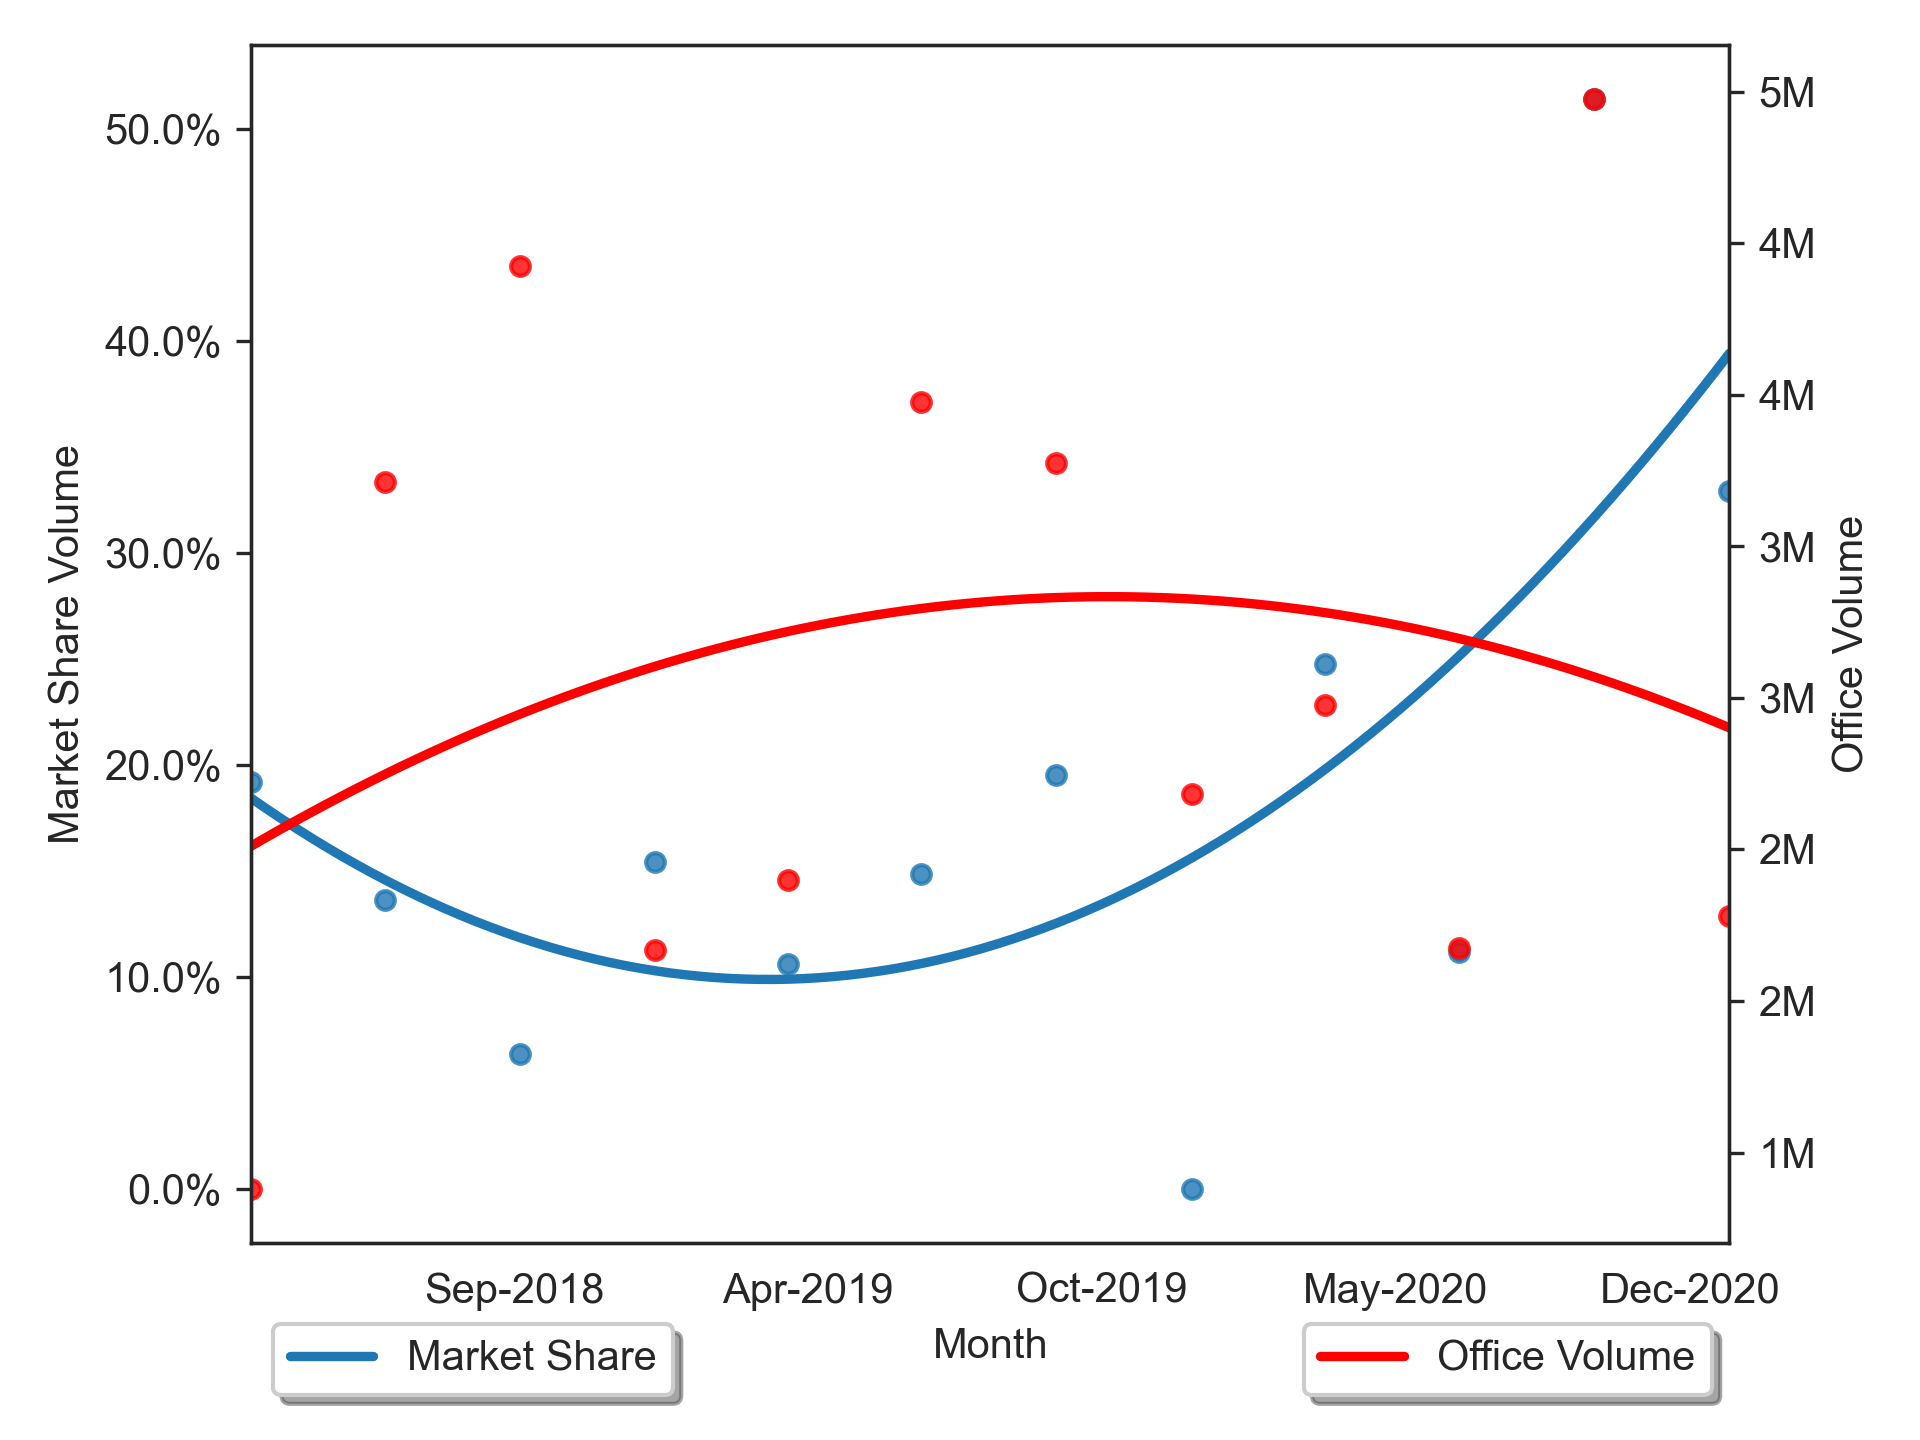 Market Share Volume
50.0%
40.0%
30.0%
20.0%
10.0%
0.0%
5M
4M
4M
3M
3M
2M
2M
1M
Office Volume
Sep-2018
Apr-2019
Oct-2019
May-2020
Dec-2020
Month
Market Share
Office Volume